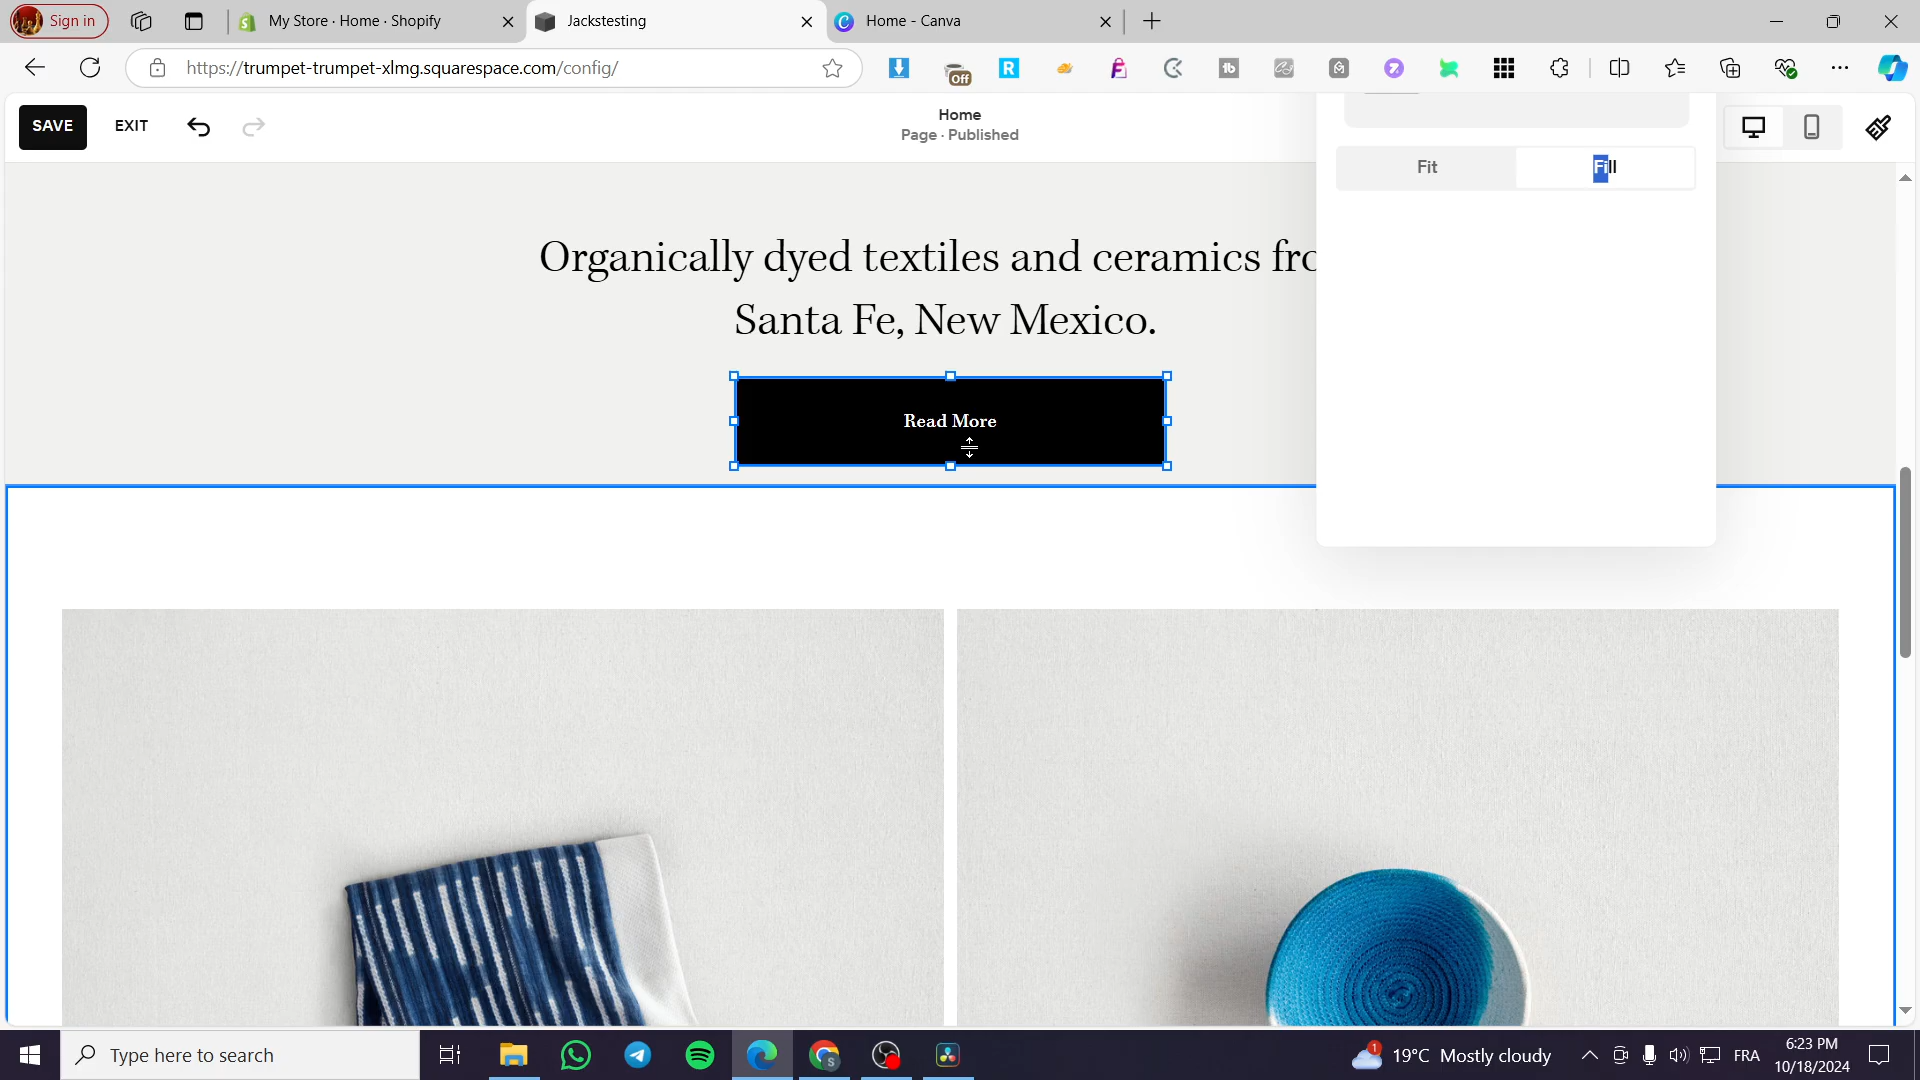 Sign in
My Store · Home · Shopify
Jackstesting
Home - Canva
https://trumpet-trumpet-xlmg.squarespace.com/config/
Off
SAVE
EXIT
Home
Page · Published
Fit
Fill
Organically dyed textiles and ceramics fro
Santa Fe, New Mexico.
Read More
Type here to search
1
19°C Mostly cloudy
FRA
6:23 PM
10/18/2024